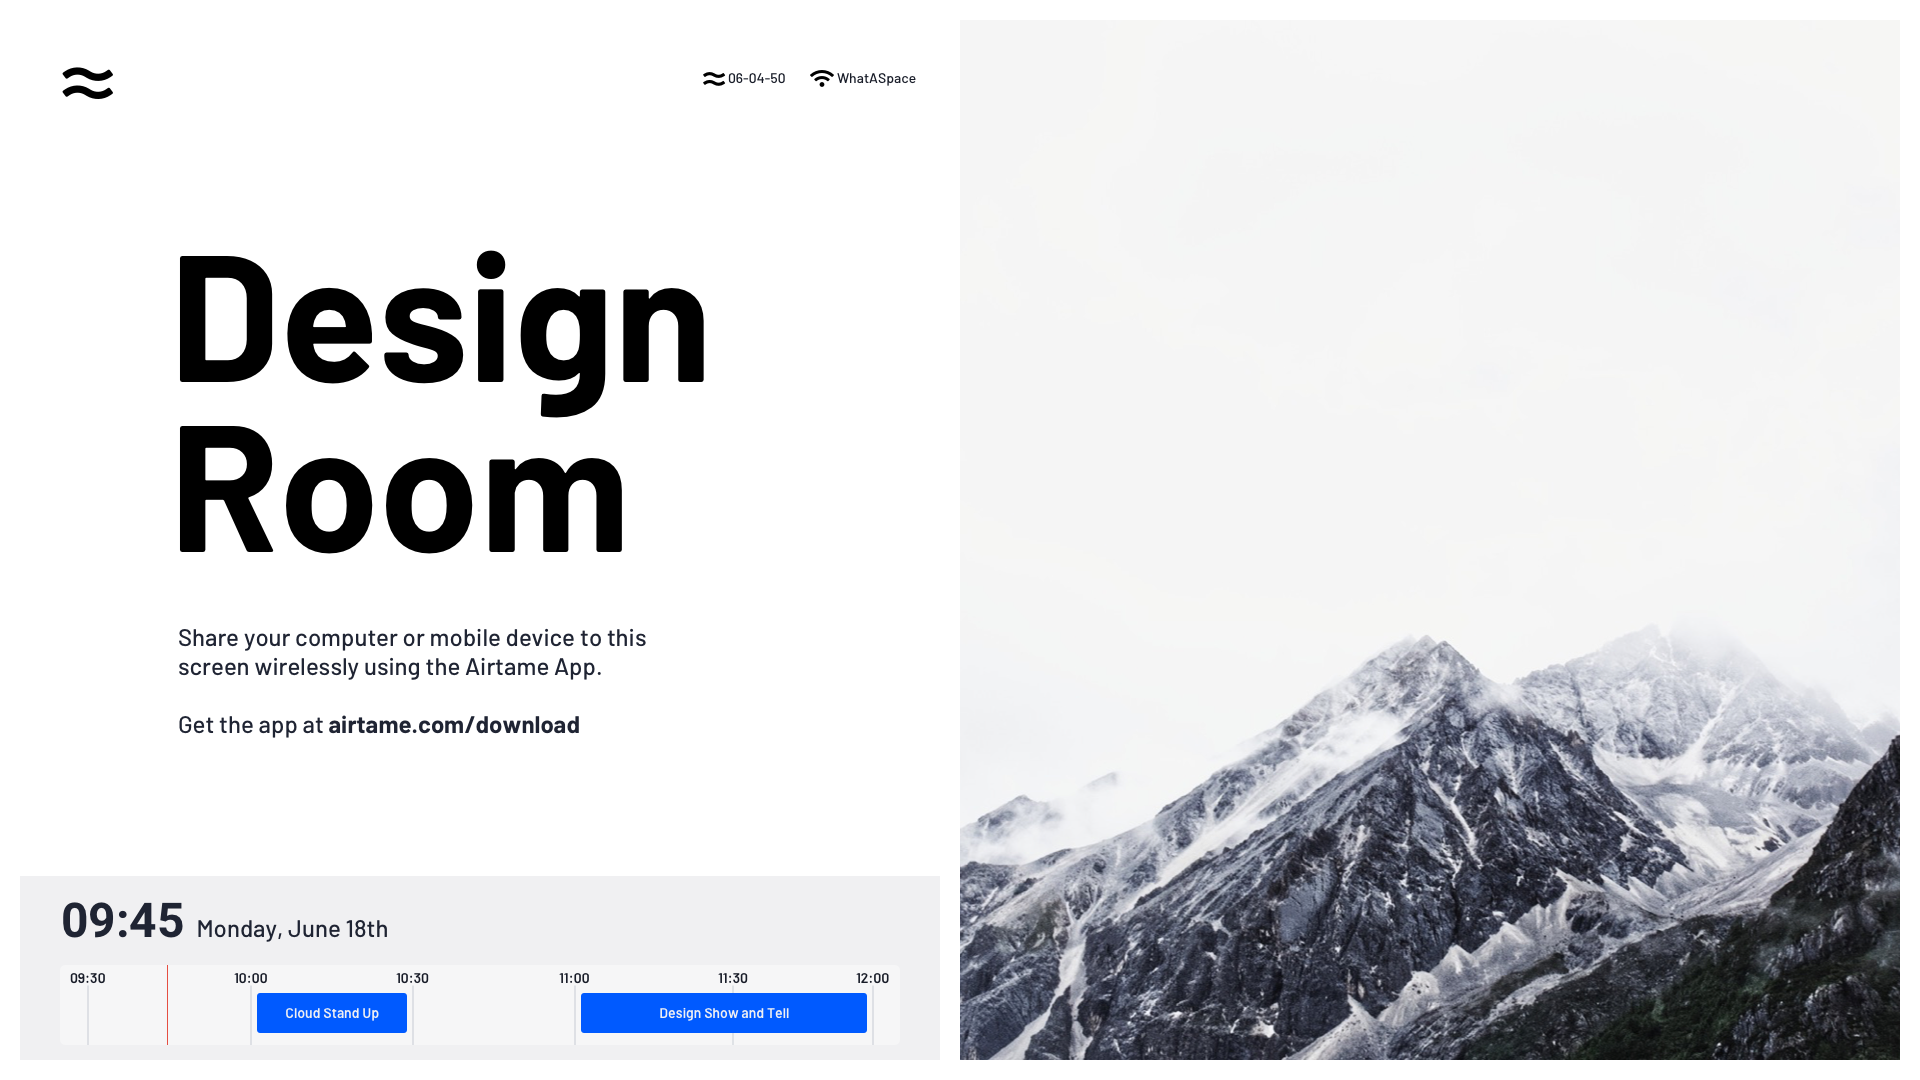 06-04-50 WhatASpace
Design
Room
Share your computer or mobile device to this
screen wirelessly using the Airtame App.
Get the app at airtame.com/download
09:45 Monday, June 18th
09:30 10:00 10:30 11:00 11:30 12:00
Cloud Stand Up Design Show and Tell